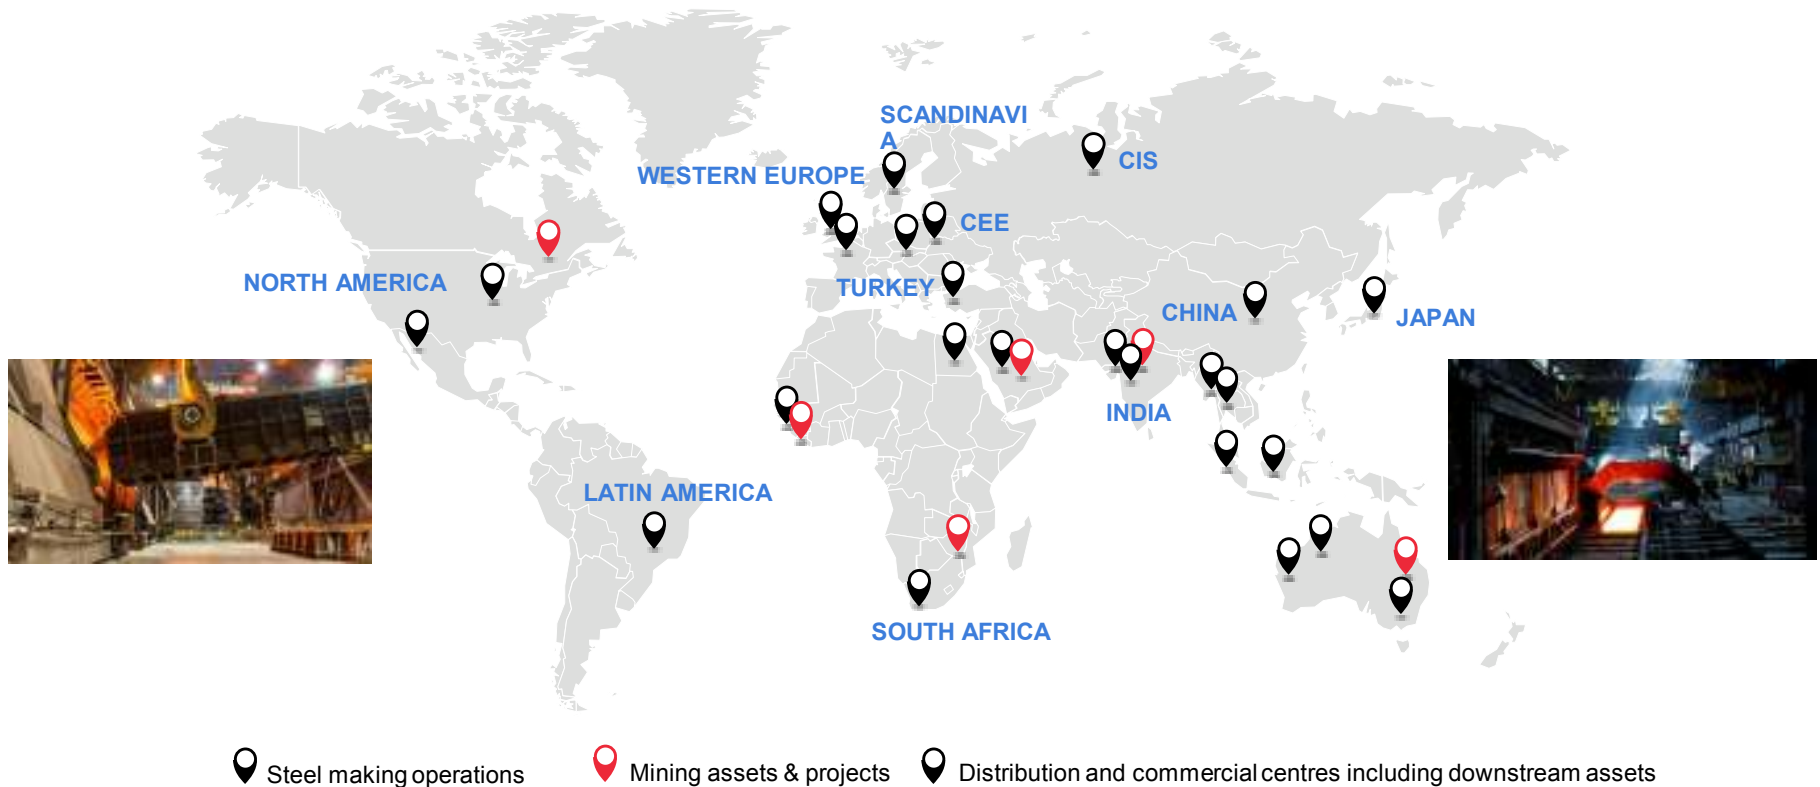 SCANDINAVI
A
CIS
WESTERN EUROPE
CEE
NORTH AMERICA
TURKEY
CHINA
JAPAN
INDIA
LATIN AMERICA
SOUTH AFRICA
Steel making operations
Mining assets & projects
Distribution and commercial centres including downstream assets